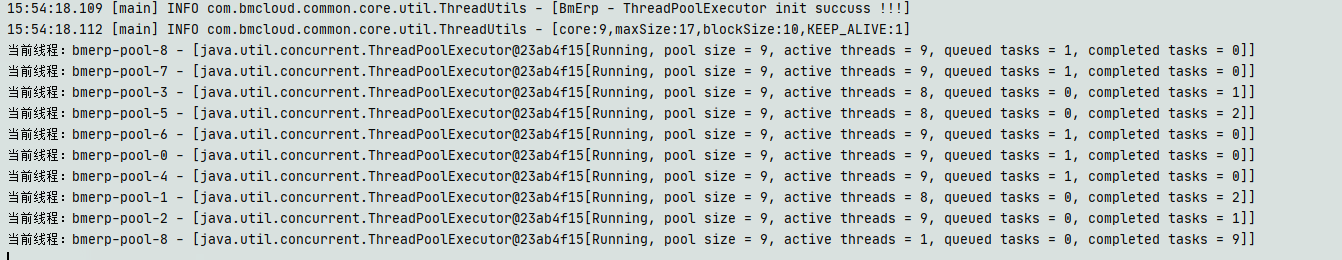 15:54:18.109 [main] INFO com.bmcloud.common.core.util.ThreadUtils - [BmErp - ThreadPoolExecutor init succuss !!!]
15:54:18.112 [main] INFO com.bmcloud.common.core.util.ThreadUtils - [core:9,maxSize:17,blockSize:10,KEEP_ALIVE:1]
当前线程：bmerp-pool-8 - [java.util.concurrent.ThreadPoolExecutor@23ab4f15[Running, pool size = 9, active threads = 9, queued tasks = 1, completed tasks = 0]]
当前线程：bmerp-pool-7 - [java.util.concurrent.ThreadPoolExecutor@23ab4f15[Running, pool size = 9, active threads = 9, queued tasks = 1, completed tasks = 0]]
当前线程：bmerp-pool-3 - [java.util.concurrent.ThreadPoolExecutor@23ab4f15[Running, pool size = 9, active threads = 8, queued tasks = 0, completed tasks = 1]]
当前线程：bmerp-pool-5 - [java.util.concurrent.ThreadPoolExecutor@23ab4f15[Running, pool size = 9, active threads = 8, queued tasks = 0, completed tasks = 2]]
当前线程：bmerp-pool-6 - [java.util.concurrent.ThreadPoolExecutor@23ab4f15[Running, pool size = 9, active threads = 9, queued tasks = 1, completed tasks = 0]]
当前线程：bmerp-pool-0 - [java.util.concurrent.ThreadPoolExecutor@23ab4f15[Running, pool size = 9, active threads = 9, queued tasks = 1, completed tasks = 0]]
当前线程：bmerp-pool-4 - [java.util.concurrent.ThreadPoolExecutor@23ab4f15[Running, pool size = 9, active threads = 9, queued tasks = 1, completed tasks = 0]]
当前线程：bmerp-pool-1 - [java.util.concurrent.ThreadPoolExecutor@23ab4f15[Running, pool size = 9, active threads = 8, queued tasks = 0, completed tasks = 2]]
当前线程：bmerp-pool-2 - [java.util.concurrent.ThreadPoolExecutor@23ab4f15[Running, pool size = 9, active threads = 9, queued tasks = 0, completed tasks = 1]]
当前线程：bmerp-pool-8 - [java.util.concurrent.ThreadPoolExecutor@23ab4f15[Running, pool size = 9, active threads = 1, queued tasks = 0, completed tasks = 9]]